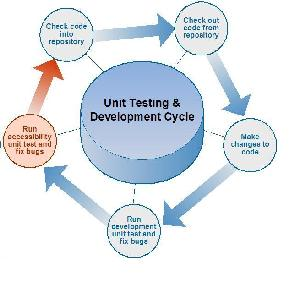 Check code
into
repository
Check out
code from
repository
Unit Testing &
Development Cycle
Run
accessibility
unit test and
fix bugs
Make
changes to
code
Run
development
unit test and
fix bugs